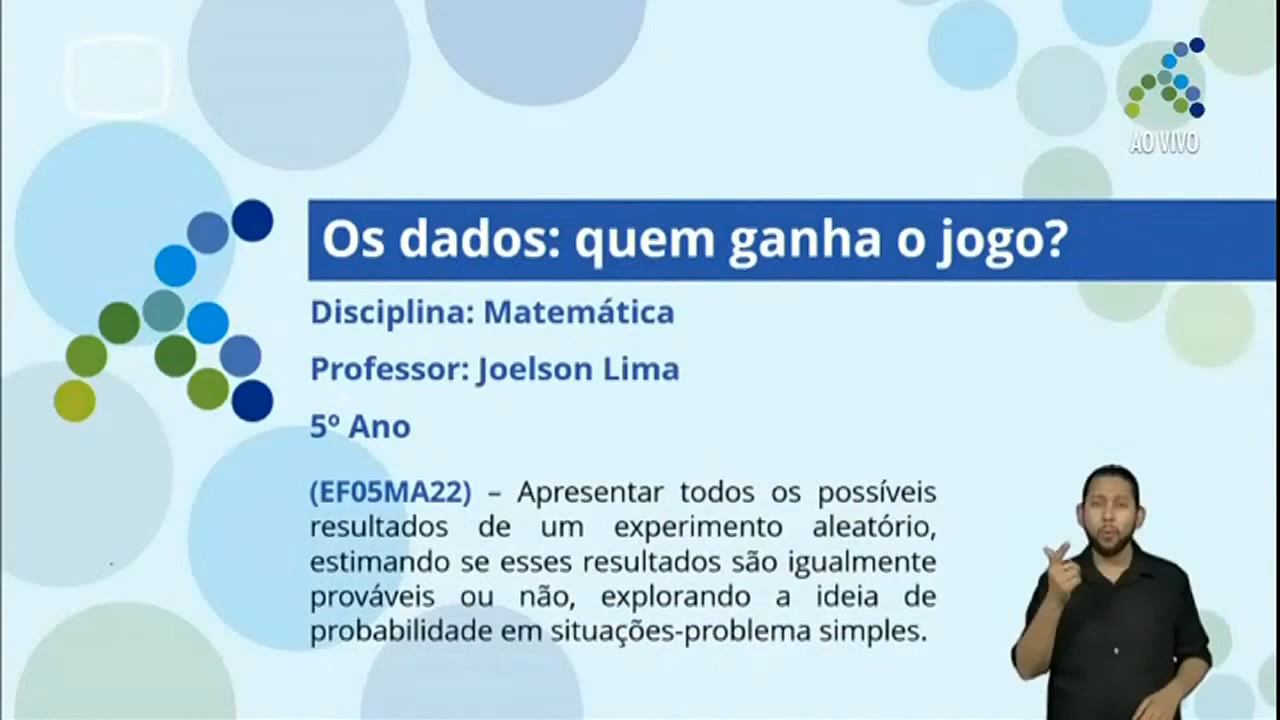 AO VIVO
Os dados: quem ganha o jogo?
Disciplina: Matemática
Professor: Joelson Lima
5º Ano
(EF05MA22) – Apresentar todos os possíveis
resultados de um experimento aleatório,
estimando se esses resultados são igualmente
prováveis ou não, explorando a ideia de
probabilidade em situações-problema simples.